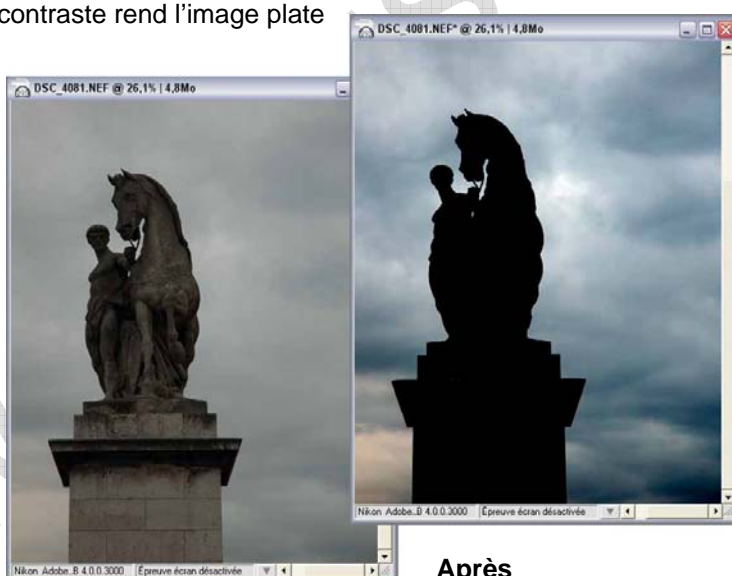 contraste rend l’image plate
DSC_4081.NEF* @ 26,1% | 4,8Mo
DSC_4081.NEF @ 26,1% | 4,8Mo
Nikon Adobe..B 4.0.0.3000 Épreuve écran désactivée
Nikon Adobe..B 4.0.0.3000 Épreuve écran désactivée
Après